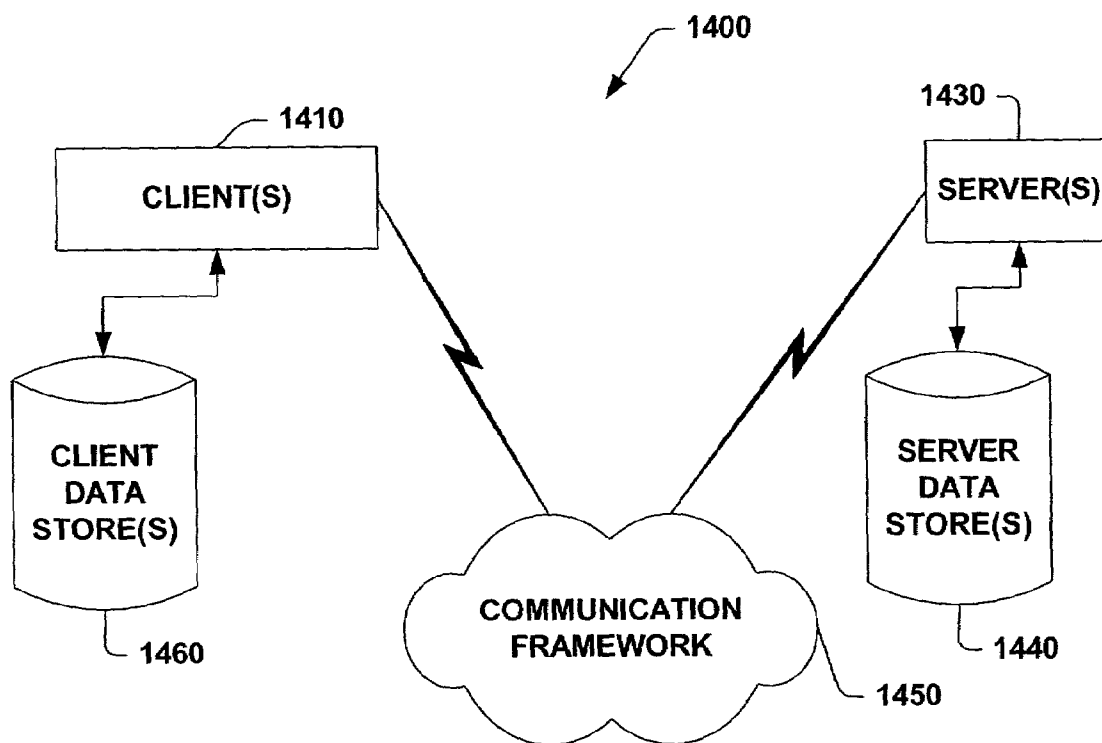 1400
1410
1430
CLIENT(S)
SERVER(S)
CLIENT
DATA
STORE(S)
SERVER
DATA
STORE(S)
COMMUNICATION
FRAMEWORK
1460
1440
1450